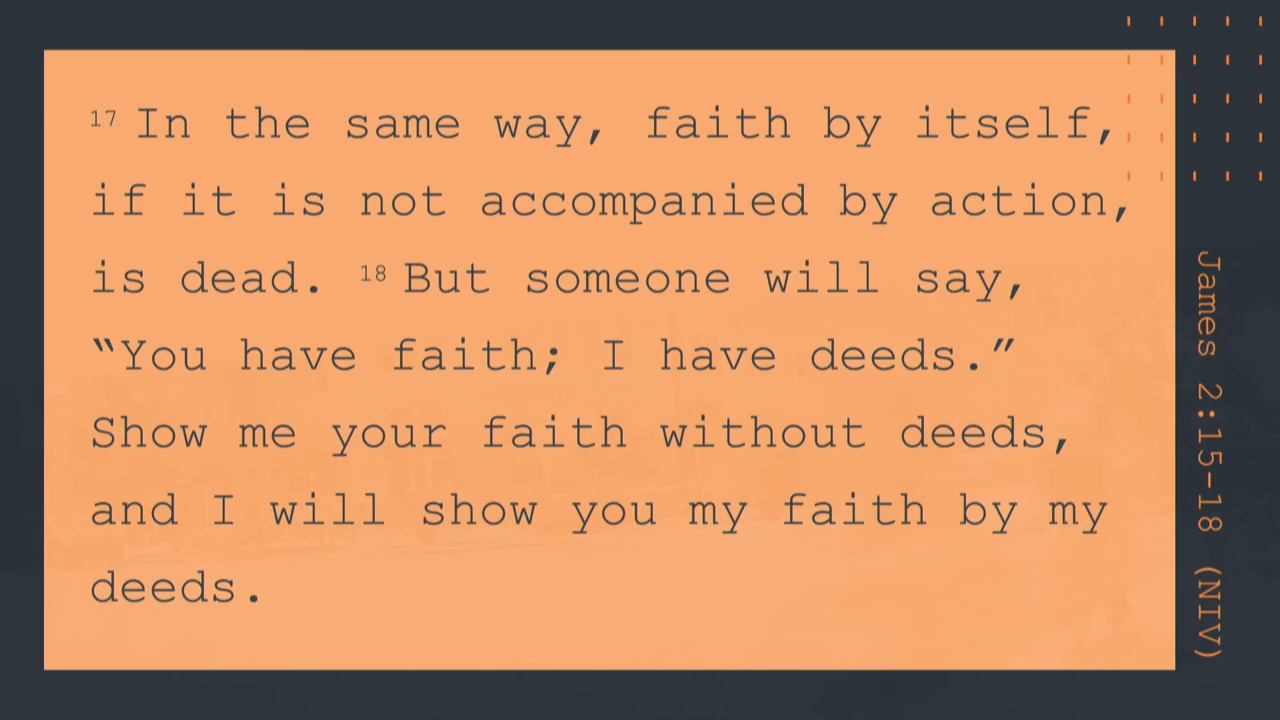 17 In the same way, faith by itself,
if it is not accompanied by action,
is dead. 18 But someone will say,
“You have faith; I have deeds.”
Show me your faith without deeds,
and I will show you my faith by my
deeds.
James 2:15-18 (NIV)